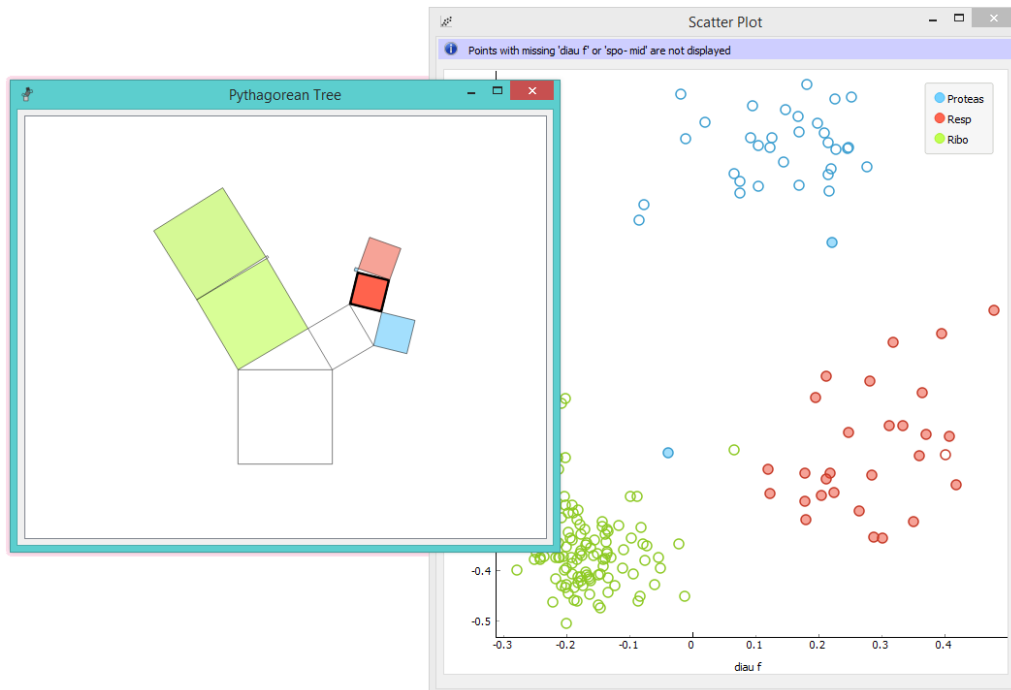 Scatter Plot
Points with missing 'diau f' or 'spo- mid' are not displayed
Pythagorean Tree
Proteas
Resp
Ribo
-0.4
-0.5
-0.3
-0.2
-0.1
0
0.1
0.2
0.3
0.4
diau f